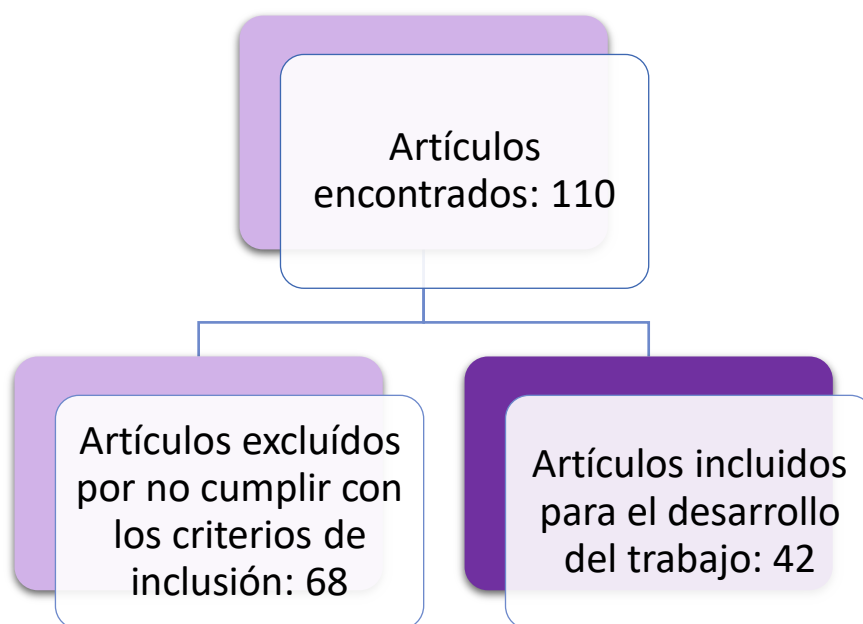 Artículos
encontrados: 110
Artículos excluídos
por no cumplir con
los criterios de
inclusión: 68
Artículos incluidos
para el desarrollo
del trabajo: 42